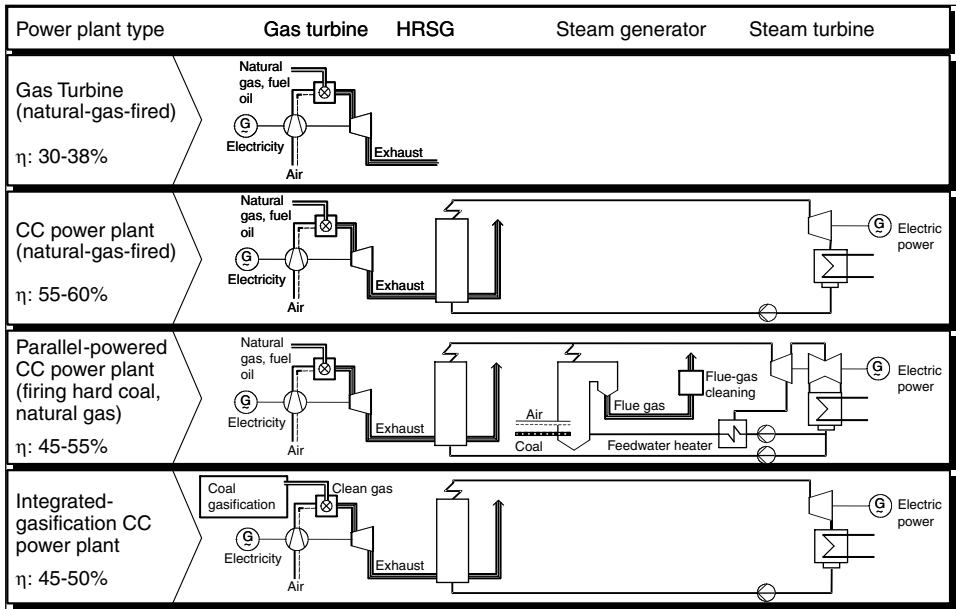 Power plant type Gas turbine HRSG Steam generator Steam turbine
Gas Turbine
(natural-gas-fired)
η: 30-38%
Natural
gas, fuel
oil
G
~
Electricity
Air
Exhaust
CC power plant
(natural-gas-fired)
η: 55-60%
Natural
gas, fuel
oil
G
~
Electricity
Air
Exhaust
G
~
Electric
power
Parallel-powered
CC power plant
(firing hard coal,
natural gas)
η: 45-55%
Natural
gas, fuel
oil
G
~
Electricity
Air
Exhaust
Air
Coal
Flue gas
Flue-gas
cleaning
Feedwater heater
G
~
Electric
power
Integrated-
gasification CC
power plant
η: 45-50%
Coal
gasification
Clean gas
G
~
Electricity
Air
Exhaust
G
~
Electric
power